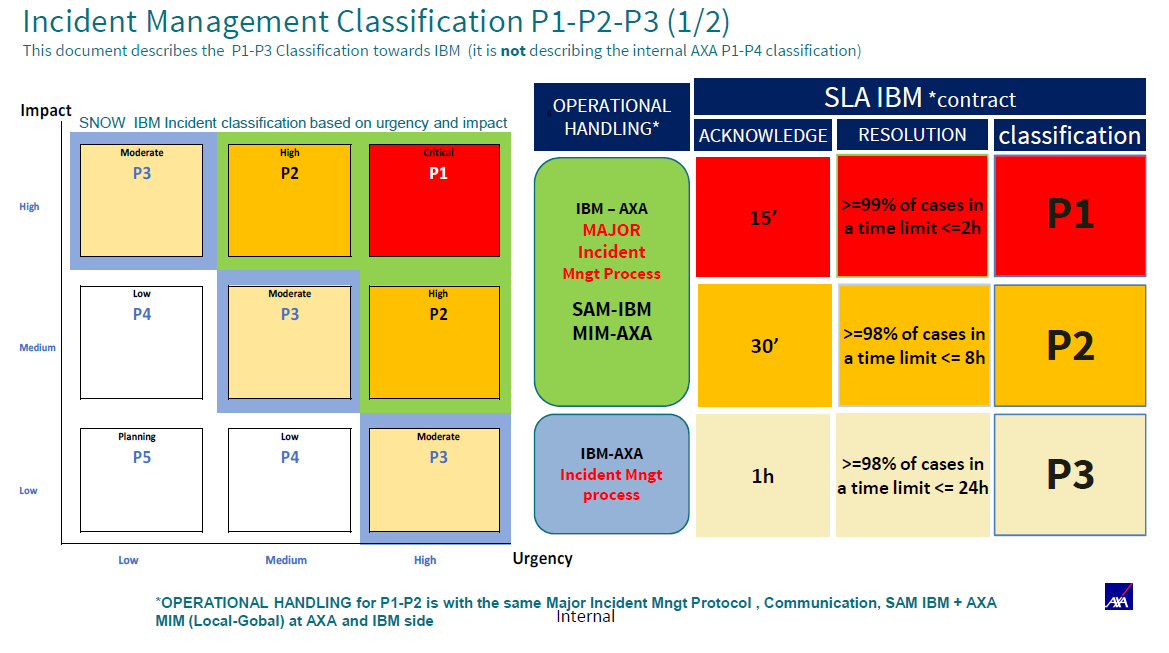 Incident Management Classification P1-P2-P3 (1/2)
This document describes the P1-P3 Classification towards IBM (it is not describing the internal AXA P1-P4 classification)
Impact
SNOW IBM Incident classification based on urgency and impact
High
Moderate
P3
High
P2
Critical
P1
Medium
Low
P4
Moderate
P3
High
P2
Low
Planning
P5
Low
P4
Moderate
P3
Low
Medium
High
Urgency
OPERATIONAL
HANDLING*
SLA IBM *contract
ACKNOWLEDGE
RESOLUTION
classification
IBM – AXA
MAJOR
Incident
Mngt Process
SAM-IBM
MIM-AXA
15’
>=99% of cases in
a time limit <=2h
P1
30’
>=98% of cases in
a time limit <= 8h
P2
IBM-AXA
Incident Mngt
process
1h
>=98% of cases in
a time limit <= 24h
P3
*OPERATIONAL HANDLING for P1-P2 is with the same Major Incident Mngt Protocol , Communication, SAM IBM + AXA
MIM (Local-Gobal) at AXA and IBM side
Internal
AXA